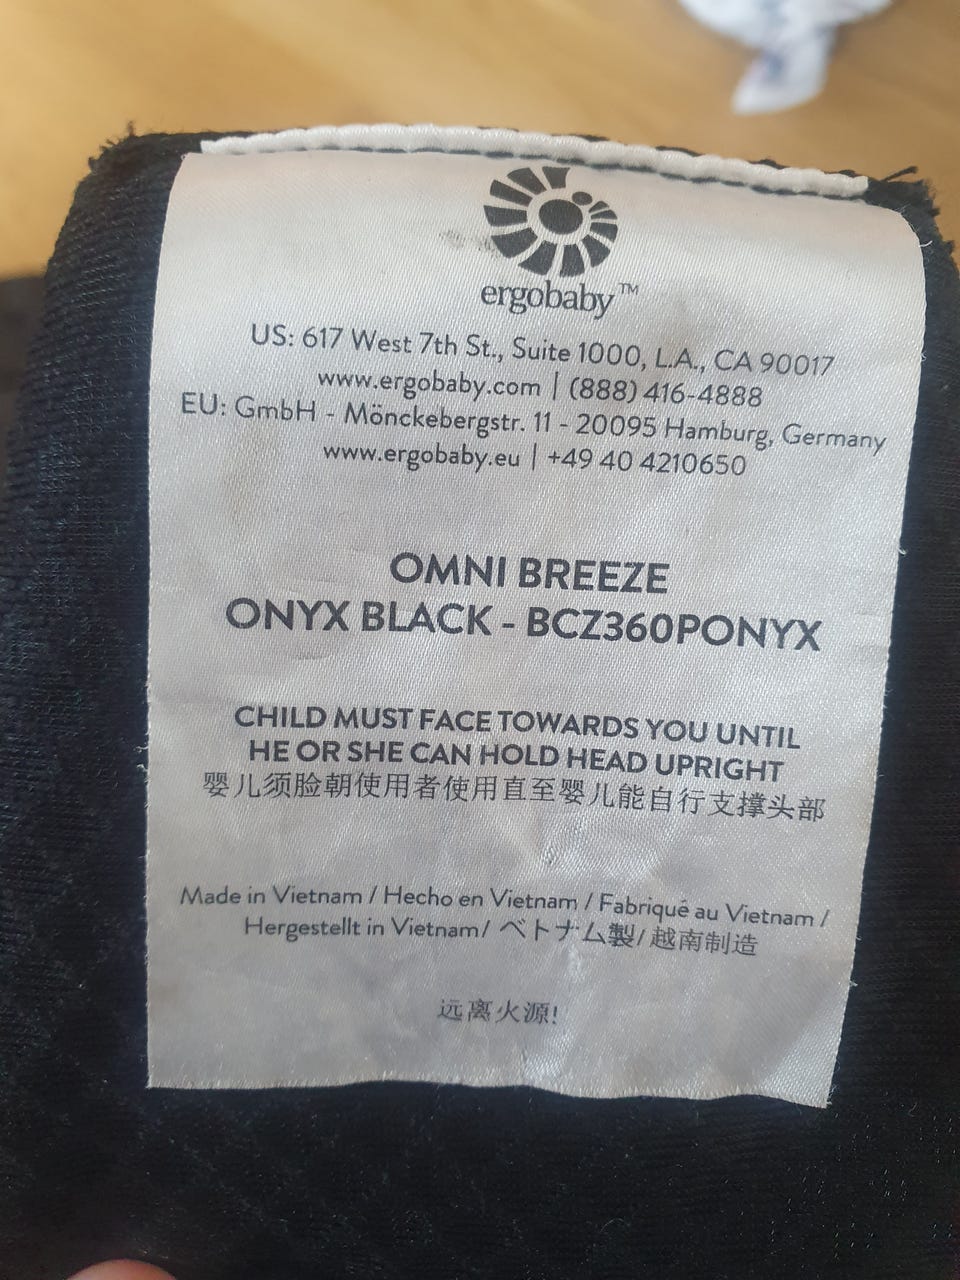 ergobaby™
US: 617 West 7th St., Suite 1000, L.A., CA 90017
www.ergobaby.com | (888) 416-4888
EU: GmbH - Mönckebergstr. 11 - 20095 Hamburg, Germany
www.ergobaby.eu | +49 40 4210650
OMNI BREEZE
ONYX BLACK - BCZ360PONYX
CHILD MUST FACE TOWARDS YOU UNTIL
HE OR SHE CAN HOLD HEAD UPRIGHT
婴儿须脸朝使用者使用直至婴儿能自行支撑头部
Made in Vietnam / Hecho en Vietnam / Fabriqué au Vietnam /
Hergestellt in Vietnam/ ベトナム製/ 越南制造
远离火源!